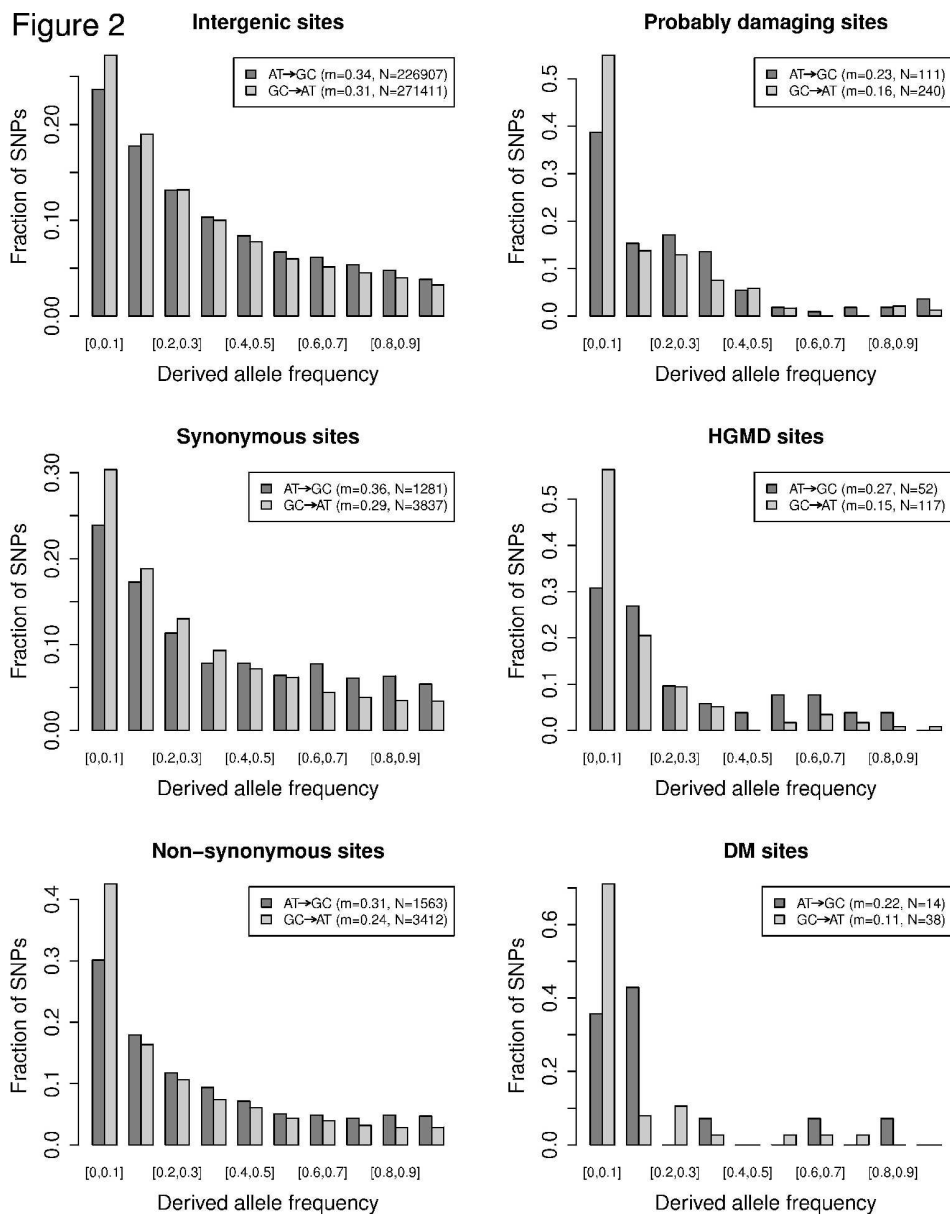 Figure 2
Intergenic sites
AT→GC (m=0.34, N=226907)
GC→AT (m=0.31, N=271411)
Fraction of SNPs
0.00
0.10
0.20
[0,0.1]
[0.2,0.3]
[0.4,0.5]
[0.6,0.7]
[0.8,0.9]
Derived allele frequency
Probably damaging sites
AT→GC (m=0.23, N=111)
GC→AT (m=0.16, N=240)
Fraction of SNPs
0.0
0.1
0.2
0.3
0.4
0.5
[0,0.1]
[0.2,0.3]
[0.4,0.5]
[0.6,0.7]
[0.8,0.9]
Derived allele frequency
Synonymous sites
AT→GC (m=0.36, N=1281)
GC→AT (m=0.29, N=3837)
Fraction of SNPs
0.00
0.10
0.20
0.30
[0,0.1]
[0.2,0.3]
[0.4,0.5]
[0.6,0.7]
[0.8,0.9]
Derived allele frequency
HGMD sites
AT→GC (m=0.27, N=52)
GC→AT (m=0.15, N=117)
Fraction of SNPs
0.0
0.1
0.2
0.3
0.4
0.5
[0,0.1]
[0.2,0.3]
[0.4,0.5]
[0.6,0.7]
[0.8,0.9]
Derived allele frequency
Non−synonymous sites
AT→GC (m=0.31, N=1563)
GC→AT (m=0.24, N=3412)
Fraction of SNPs
0.0
0.1
0.2
0.3
0.4
[0,0.1]
[0.2,0.3]
[0.4,0.5]
[0.6,0.7]
[0.8,0.9]
Derived allele frequency
DM sites
AT→GC (m=0.22, N=14)
GC→AT (m=0.11, N=38)
Fraction of SNPs
0.0
0.2
0.4
0.6
[0,0.1]
[0.2,0.3]
[0.4,0.5]
[0.6,0.7]
[0.8,0.9]
Derived allele frequency